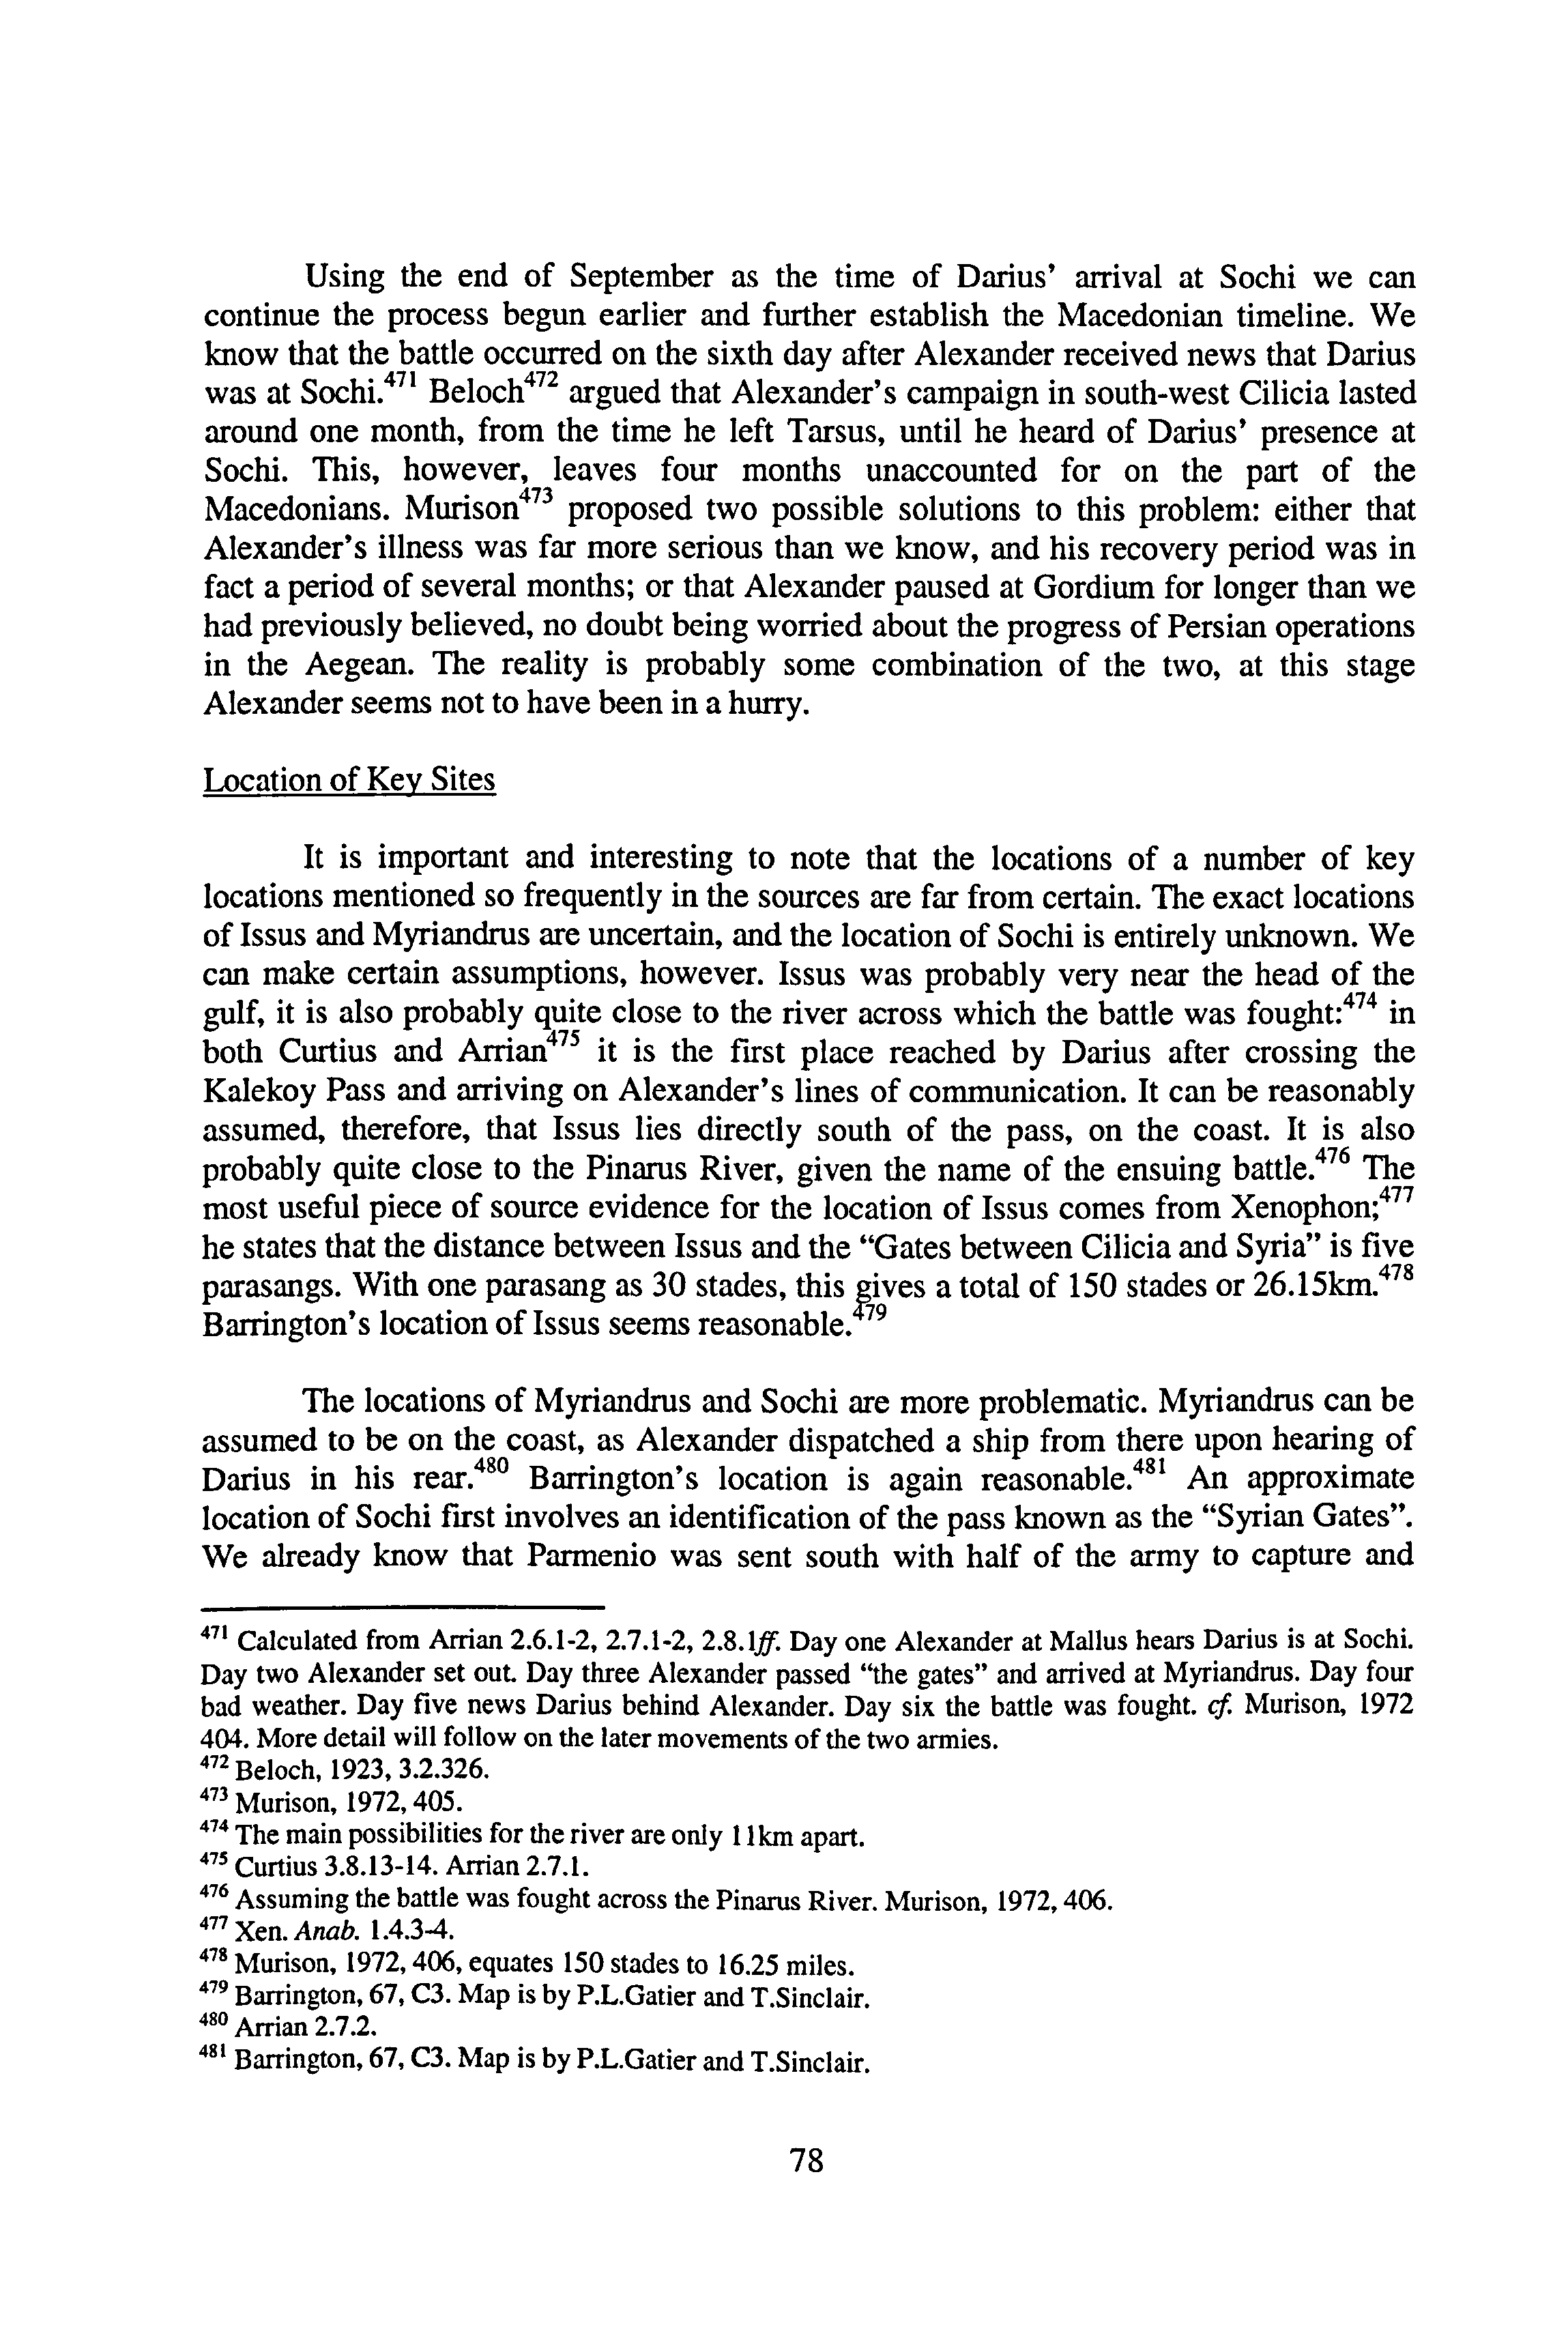 Using the end of September as the time of Darius’ arrival at Sochi we can
continue the process begun earlier and further establish the Macedonian timeline. We
know that the battle occurred on the sixth day after Alexander received news that Darius
was at Sochi.471 Beloch472 argued that Alexander’s campaign in south-west Cilicia lasted
around one month, from the time he left Tarsus, until he heard of Darius’ presence at
Sochi. This, however, leaves four months unaccounted for on the part of the
Macedonians. Murison473 proposed two possible solutions to this problem: either that
Alexander’s illness was far more serious than we know, and his recovery period was in
fact a period of several months; or that Alexander paused at Gordium for longer than we
had previously believed, no doubt being worried about the progress of Persian operations
in the Aegean. The reality is probably some combination of the two, at this stage
Alexander seems not to have been in a hurry.
Location of Key Sites
It is important and interesting to note that the locations of a number of key
locations mentioned so frequently in the sources are far from certain. The exact locations
of Issus and Myriandrus are uncertain, and the location of Sochi is entirely unknown. We
can make certain assumptions, however. Issus was probably very near the head of the
gulf, it is also probably quite close to the river across which the battle was fought:474 in
both Curtius and Arrian475 it is the first place reached by Darius after crossing the
Kalekoy Pass and arriving on Alexander’s lines of communication. It can be reasonably
assumed, therefore, that Issus lies directly south of the pass, on the coast. It is also
probably quite close to the Pinarus River, given the name of the ensuing battle.476 The
most useful piece of source evidence for the location of Issus comes from Xenophon;477
he states that the distance between Issus and the “Gates between Cilicia and Syria” is five
parasangs. With one parasang as 30 stades, this gives a total of 150 stades or 26.15km.478
Barrington’s location of Issus seems reasonable.479
The locations of Myriandrus and Sochi are more problematic. Myriandrus can be
assumed to be on the coast, as Alexander dispatched a ship from there upon hearing of
Darius in his rear.480 Barrington’s location is again reasonable.481 An approximate
location of Sochi first involves an identification of the pass known as the “Syrian Gates”.
We already know that Parmenio was sent south with half of the army to capture and
471 Calculated from Arrian 2.6.1-2, 2.7.1-2, 2.8.1ff. Day one Alexander at Mallus hears Darius is at Sochi.
Day two Alexander set out. Day three Alexander passed “the gates” and arrived at Myriandrus. Day four
bad weather. Day five news Darius behind Alexander. Day six the battle was fought. cf. Murison, 1972
404. More detail will follow on the later movements of the two armies.
472 Beloch, 1923, 3.2.326.
473 Murison, 1972, 405.
474 The main possibilities for the river are only 11km apart.
475 Curtius 3.8.13-14. Arrian 2.7.1.
476 Assuming the battle was fought across the Pinarus River. Murison, 1972, 406.
477 Xen. Anab. 1.4.3-4.
478 Murison, 1972, 406, equates 150 stades to 16.25 miles.
479 Barrington, 67, C3. Map is by P.L.Gatier and T.Sinclair.
480 Arrian 2.7.2.
481 Barrington, 67, C3. Map is by P.L.Gatier and T.Sinclair.
78